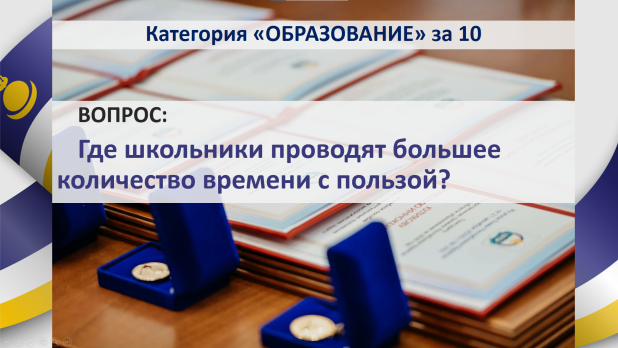 Категория «ОБРАЗОВАНИЕ» за 10
ВОПРОС:
Где школьники проводят большее
количество времени с пользой?